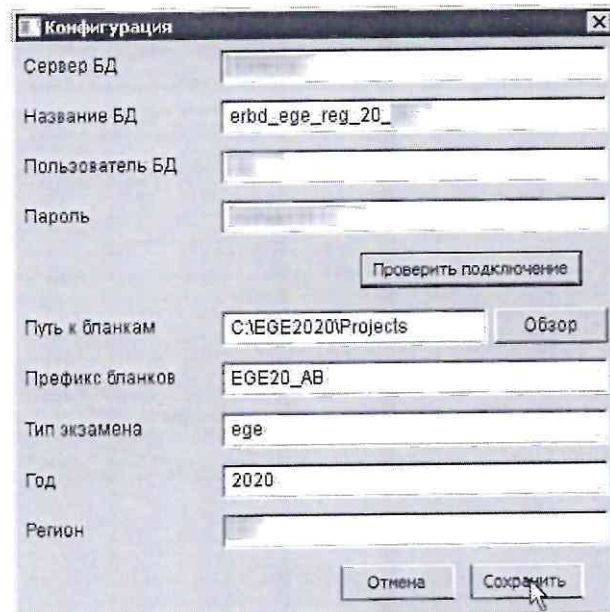 Конфигурация
Сервер БД
Название БД erbd_ege_reg_20_
Пользователь БД
Пароль
Проверить подключение
Путь к бланкам C:\EGE2020\Projects Обзор
Префикс бланков EGE20_AB
Тип экзамена ege
Год 2020
Регион
Отмена Сохранить